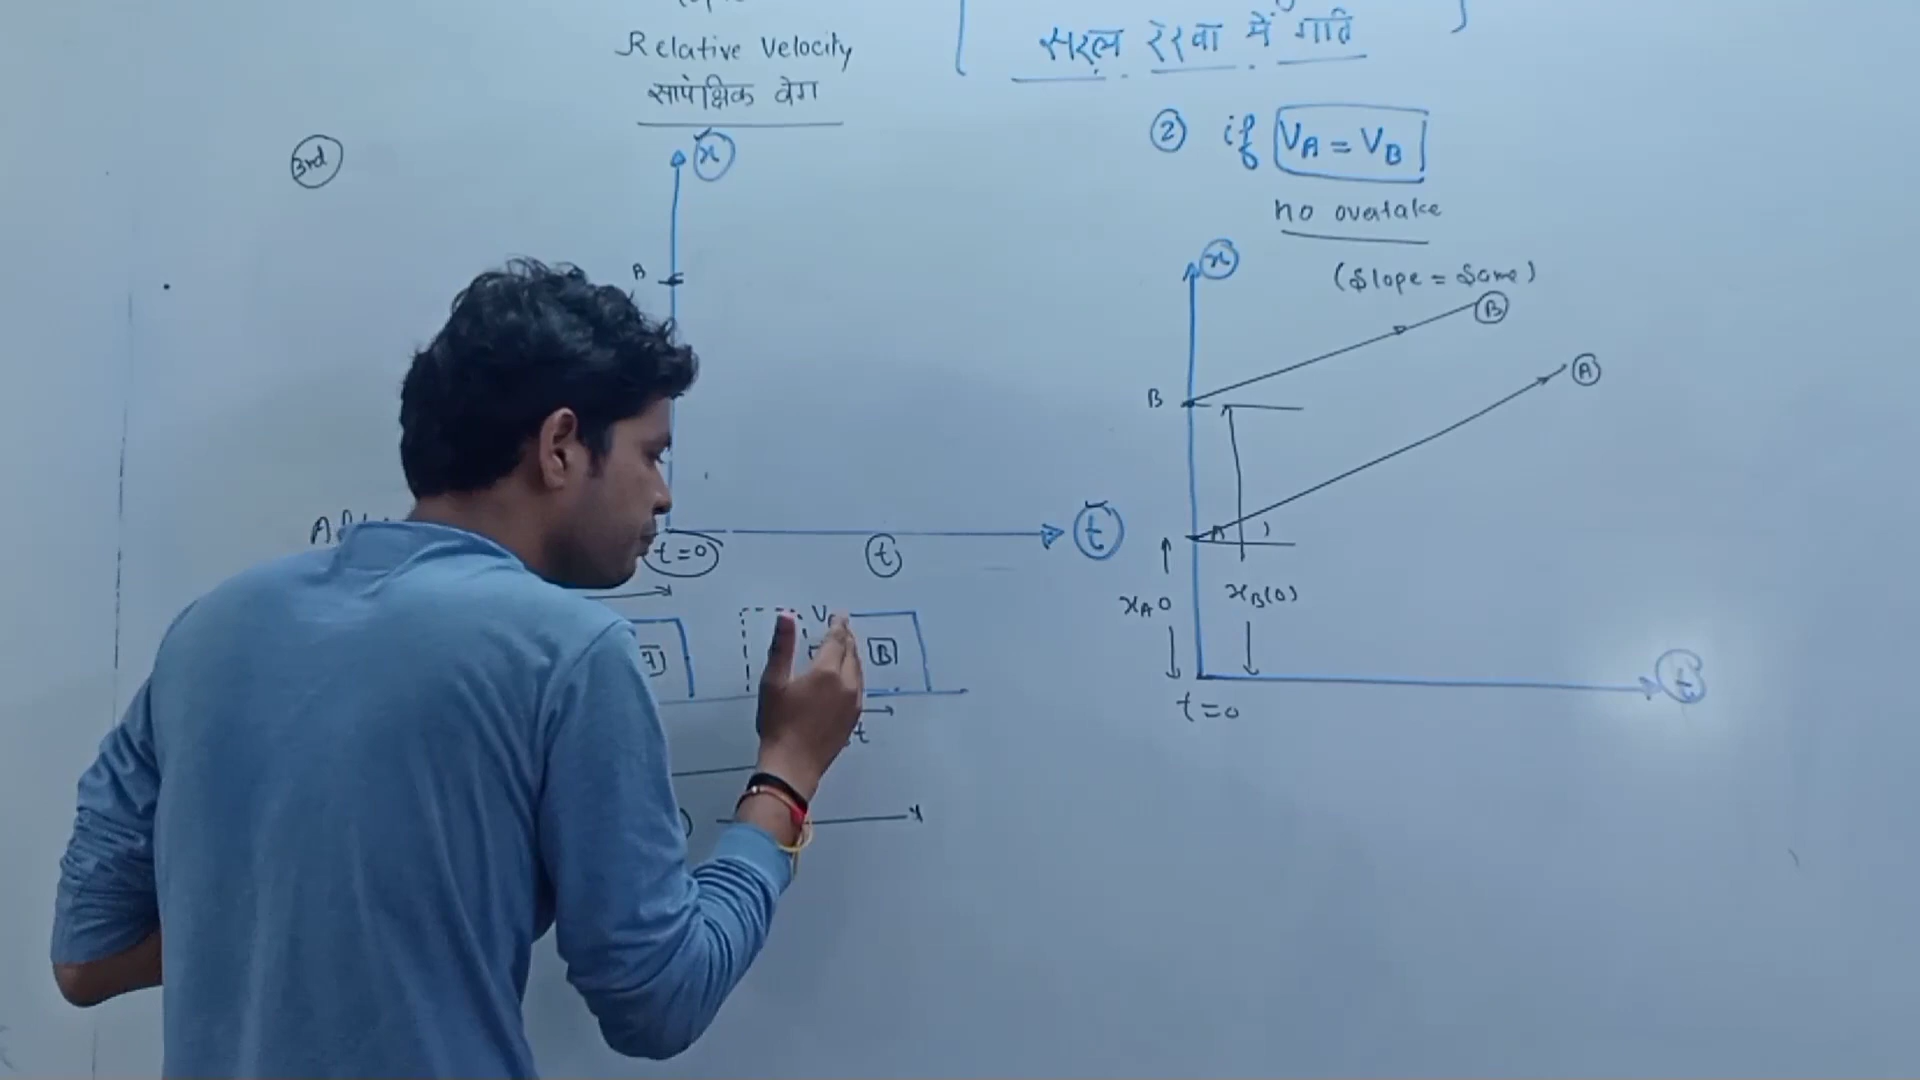 Relative Velocity
सापेक्षिक वेग
सरल रेखा में गति
3rd
x
B
t=0
t
t
B
t
x
② if VA = VB
no overtake
(Slope = Same)
x
B
A
B
A
xA0
xB(0)
t=0
t